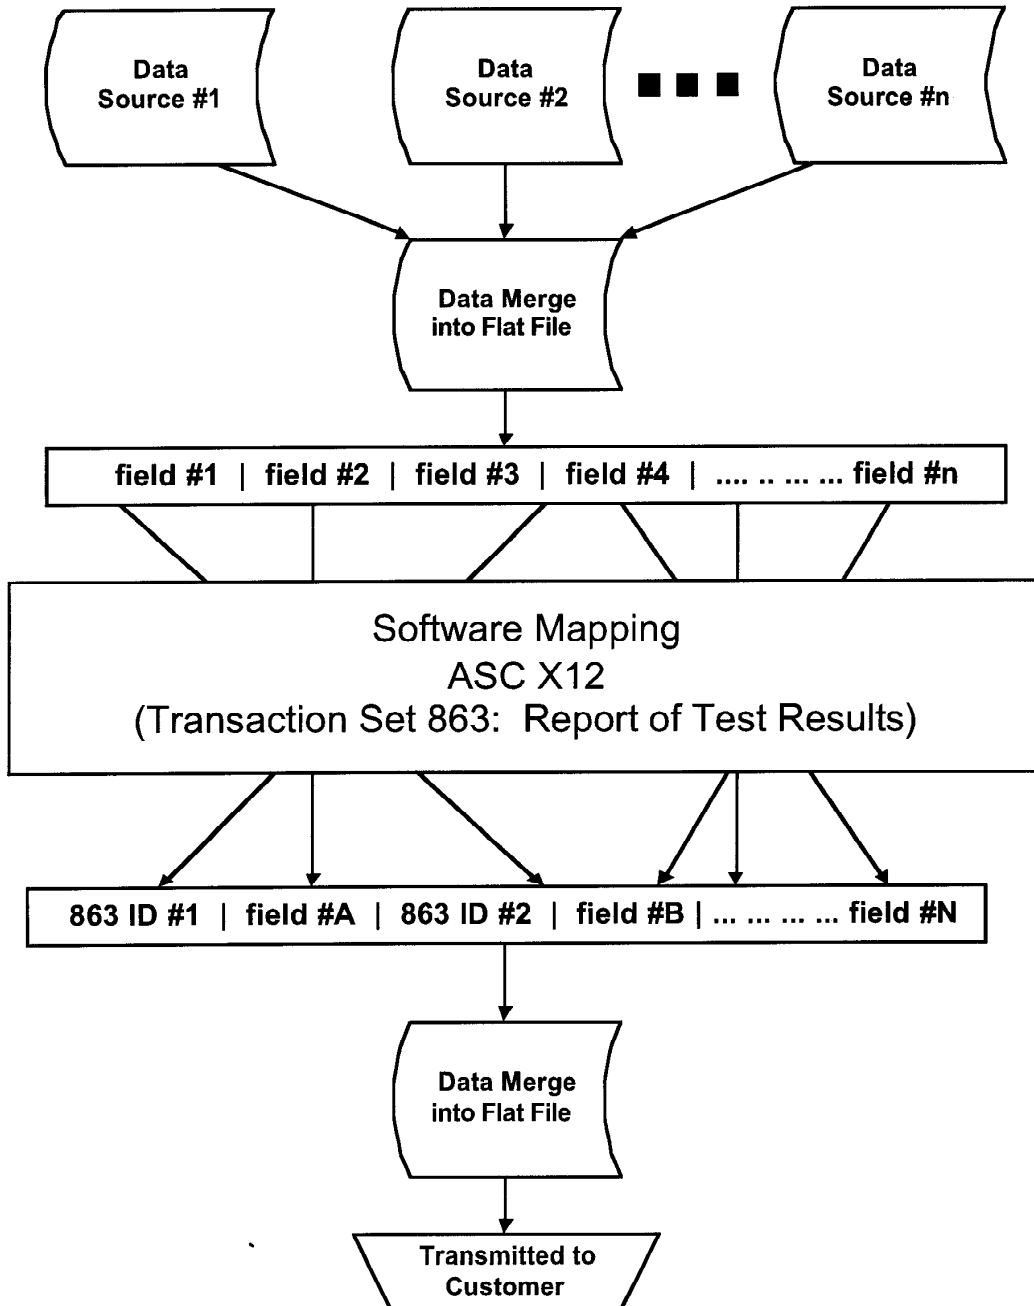 Data
Source #1
Data
Source #2
Data
Source #n
Data Merge
into Flat File
field #1 | field #2 | field #3 | field #4 | .... .. ... ... field #n
Software Mapping
ASC X12
(Transaction Set 863: Report of Test Results)
863 ID #1 | field #A | 863 ID #2 | field #B | ... ... ... ... field #N
Data Merge
into Flat File
Transmitted to
Customer